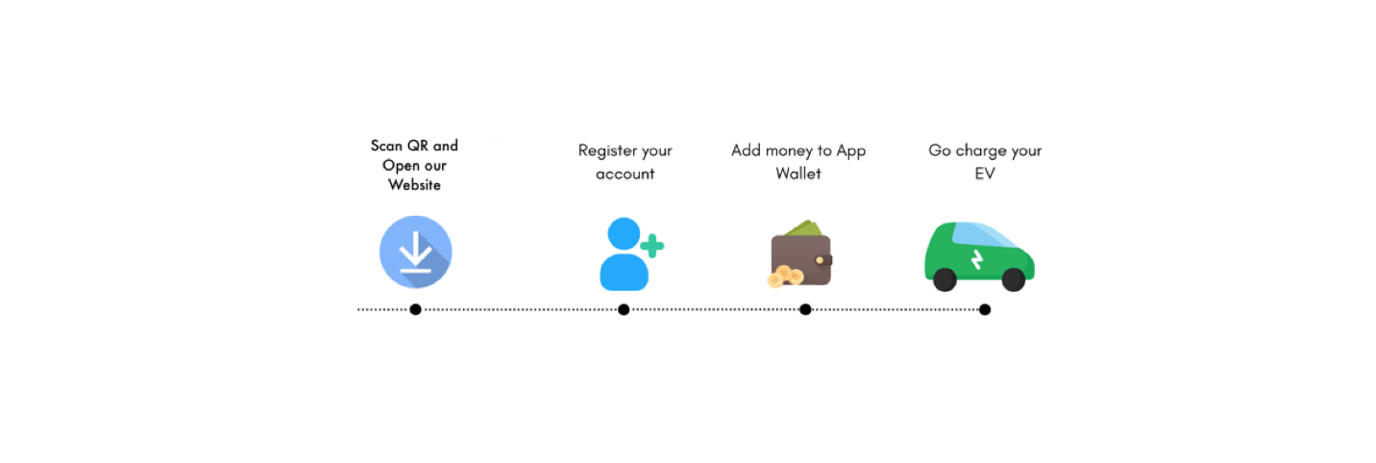 Scan QR and
Open our
Website
Register your
account
Add money to App
Wallet
Go charge your
EV